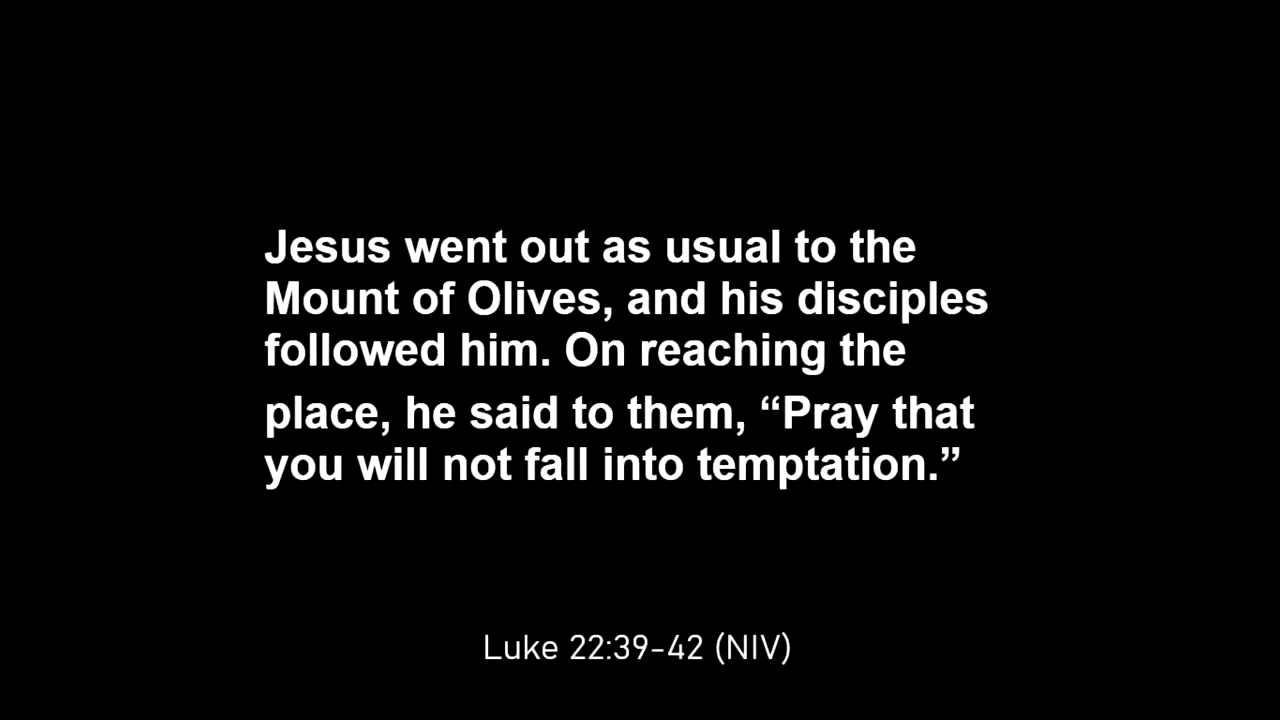 Jesus went out as usual to the
Mount of Olives, and his disciples
followed him. On reaching the
place, he said to them, “Pray that
you will not fall into temptation.”
Luke 22:39-42 (NIV)